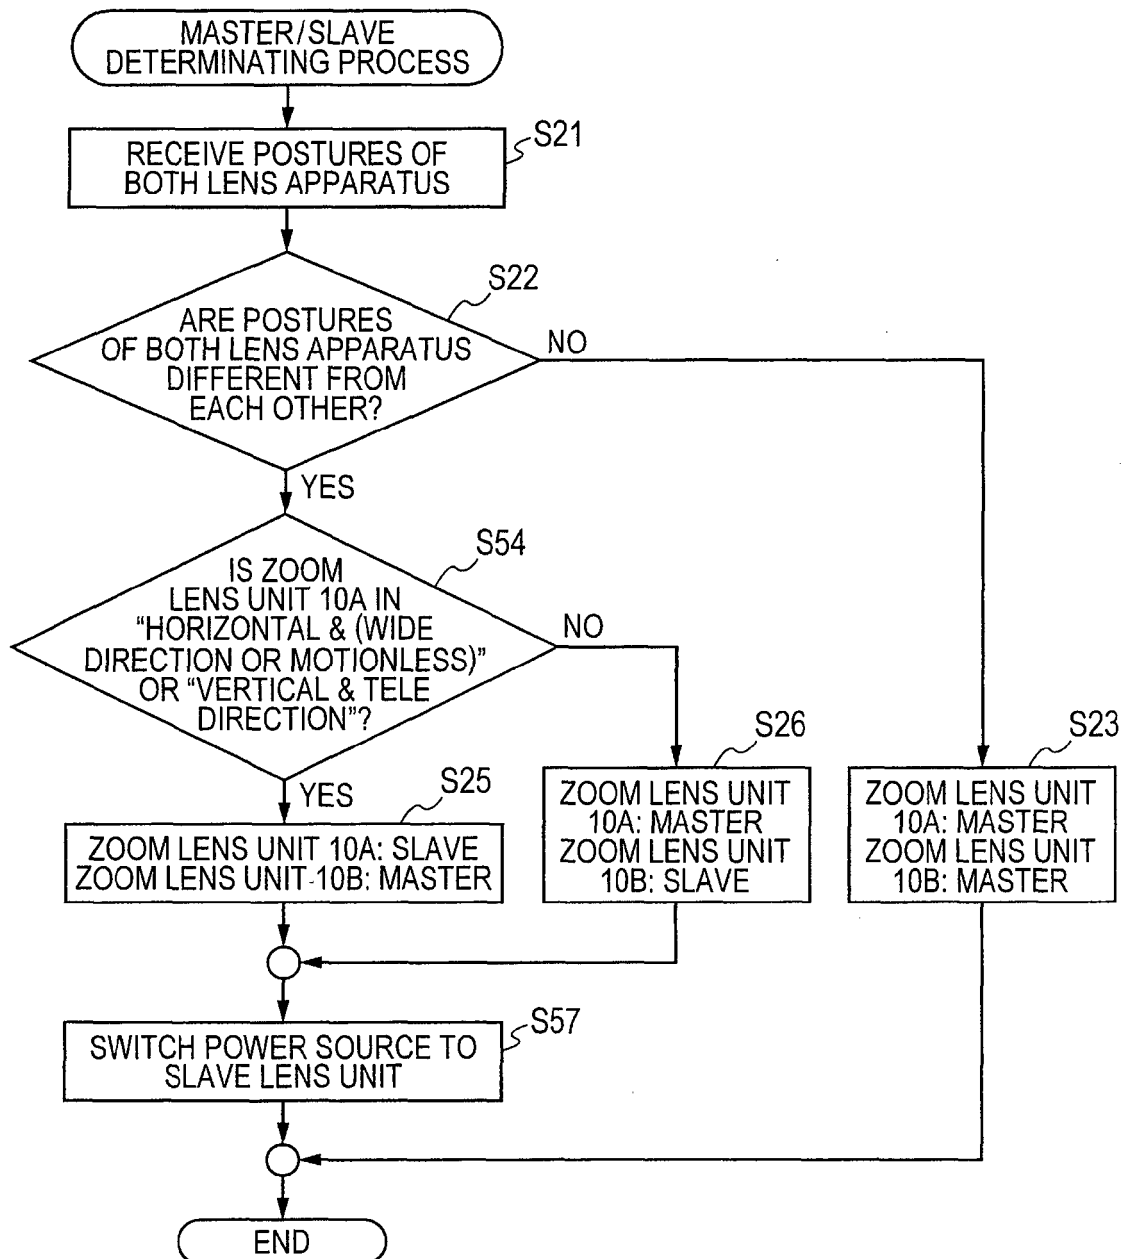 MASTER/SLAVE
DETERMINATING PROCESS
S21
RECEIVE POSTURES OF
BOTH LENS APPARATUS
S22
ARE POSTURES
OF BOTH LENS APPARATUS
DIFFERENT FROM
EACH OTHER?
NO
YES
S54
IS ZOOM
LENS UNIT 10A IN
“HORIZONTAL & (WIDE
DIRECTION OR MOTIONLESS)”
OR “VERTICAL & TELE
DIRECTION”?
NO
YES
S25
ZOOM LENS UNIT 10A: SLAVE
ZOOM LENS UNIT 10B: MASTER
S26
ZOOM LENS UNIT
10A: MASTER
ZOOM LENS UNIT
10B: SLAVE
S23
ZOOM LENS UNIT
10A: MASTER
ZOOM LENS UNIT
10B: MASTER
S57
SWITCH POWER SOURCE TO
SLAVE LENS UNIT
END